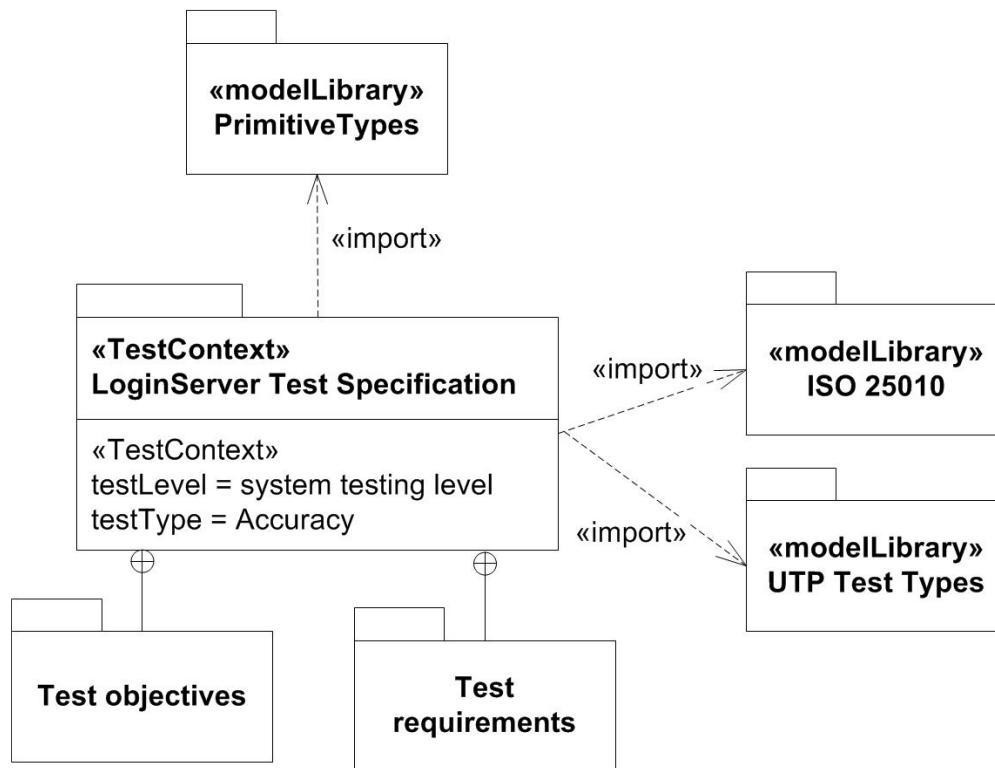 «modelLibrary»
PrimitiveTypes
«import»
«TestContext»
LoginServer Test Specification
«TestContext»
testLevel = system testing level
testType = Accuracy
«import»
«modelLibrary»
ISO 25010
«import»
«modelLibrary»
UTP Test Types
Test objectives
Test
requirements